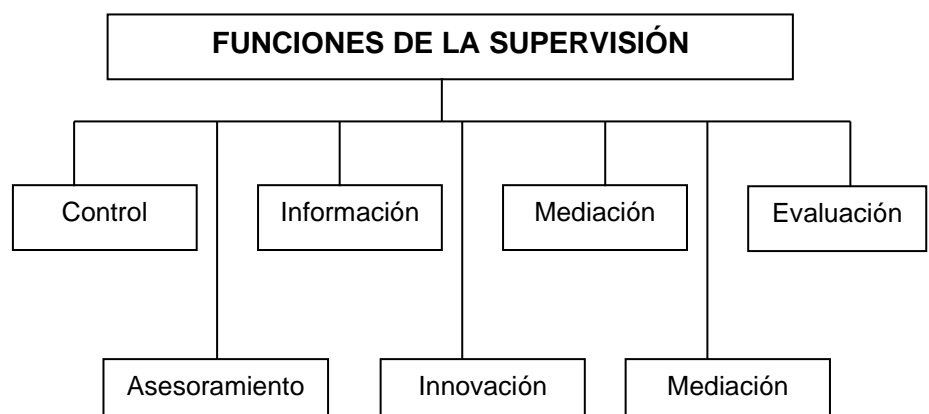 FUNCIONES DE LA SUPERVISIÓN
Control
Información
Mediación
Evaluación
Asesoramiento
Innovación
Mediación